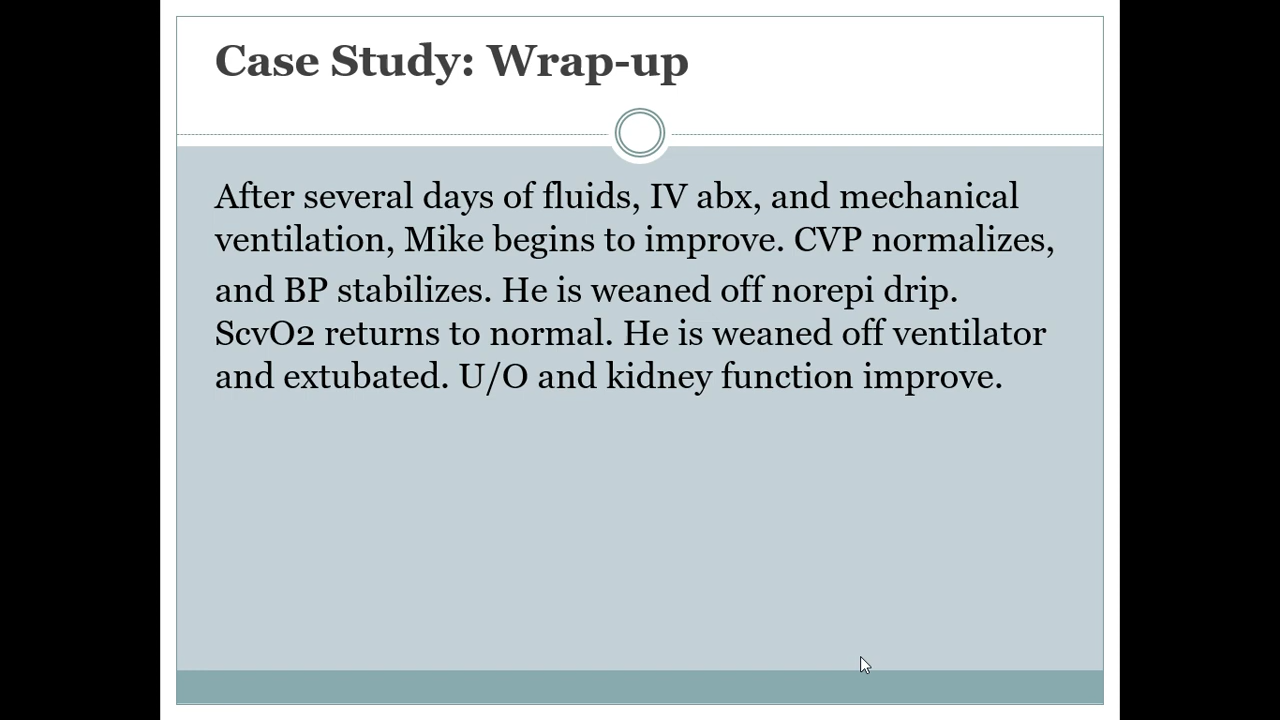 Case Study: Wrap-up
After several days of fluids, IV abx, and mechanical
ventilation, Mike begins to improve. CVP normalizes,
and BP stabilizes. He is weaned off norepi drip.
ScvO2 returns to normal. He is weaned off ventilator
and extubated. U/O and kidney function improve.